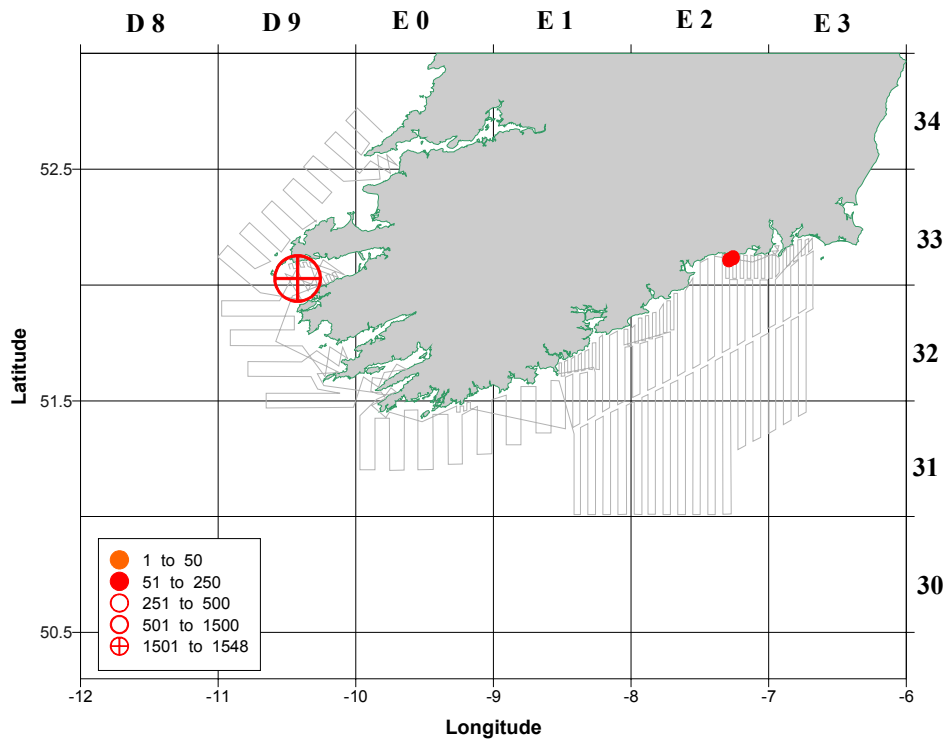 D 8 D 9 E 0 E 1 E 2 E 3
34
52.5
33
32
Latitude
51.5
31
30
1 to 50
51 to 250
251 to 500
501 to 1500
1501 to 1548
50.5
-12 -11 -10 -9 -8 -7 -6
Longitude